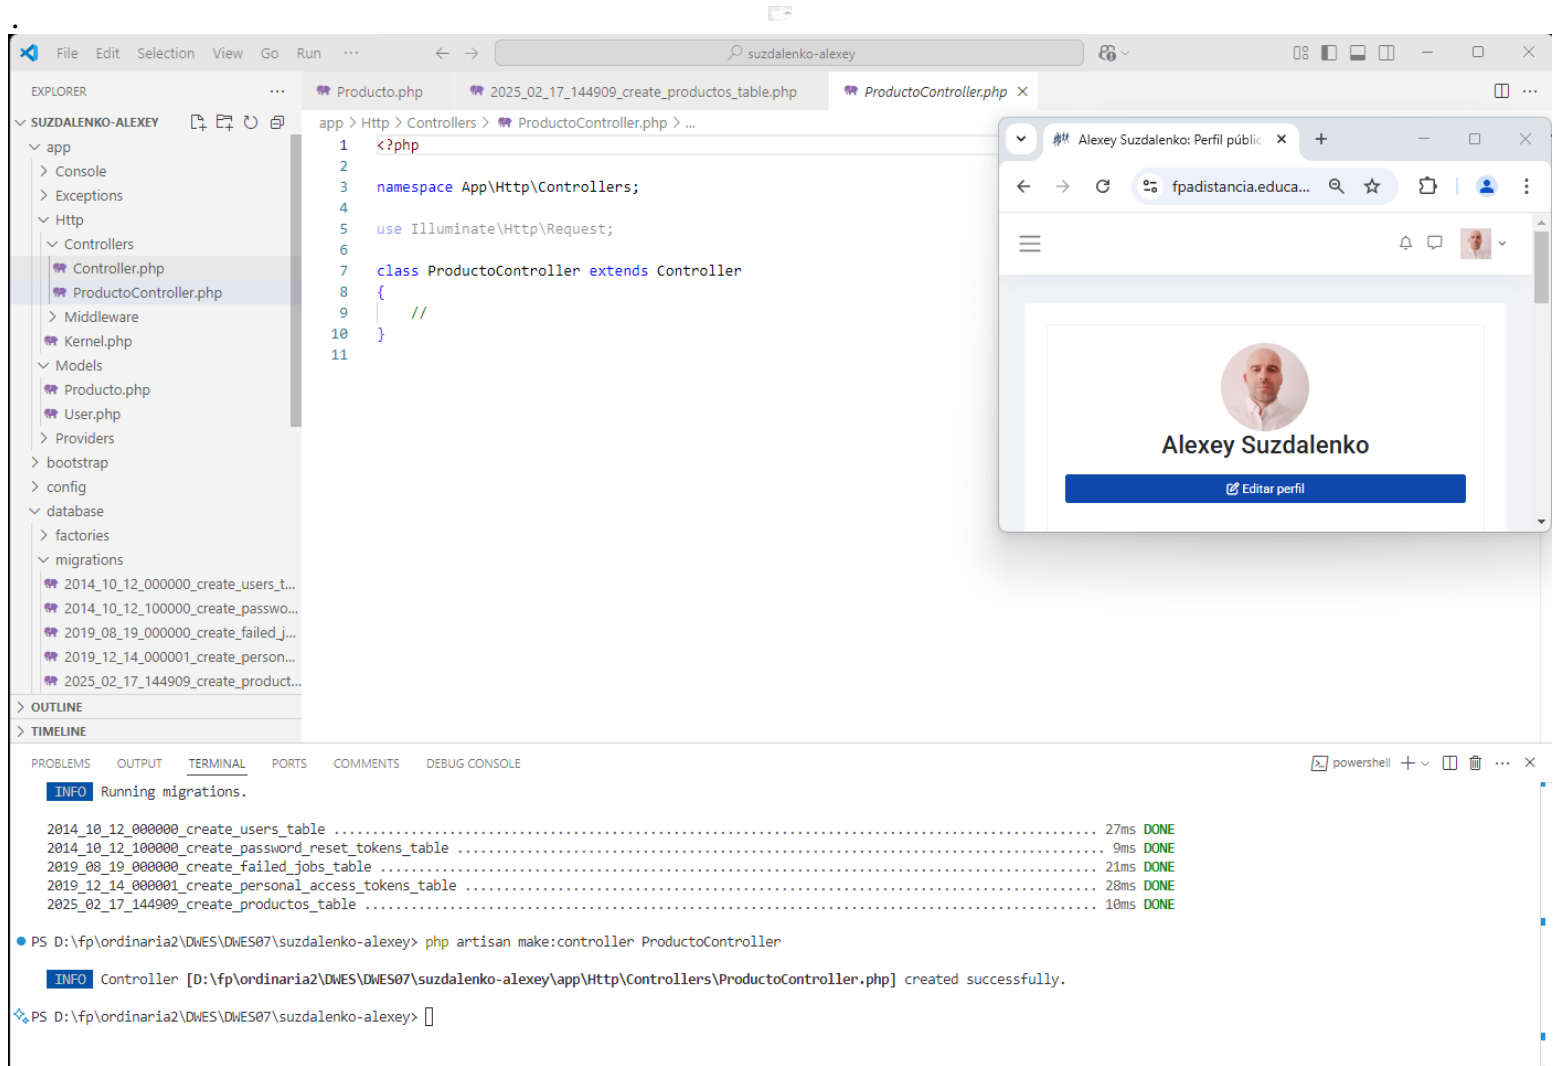 .
File Edit Selection View Go Run ··· suzdalenko-alexey
EXPLORER ···
Producto.php 2025_02_17_144909_create_productos_table.php ProductoController.php
SUZDALENKO-ALEXEY
app
Console
Exceptions
Http
Controllers
Controller.php
ProductoController.php
Middleware
Kernel.php
Models
Producto.php
User.php
Providers
bootstrap
config
database
factories
migrations
2014_10_12_000000_create_users_t...
2014_10_12_100000_create_passwo...
2019_08_19_000000_create_failed_j...
2019_12_14_000001_create_person...
2025_02_17_144909_create_product...
OUTLINE
TIMELINE
app > Http > Controllers > ProductoController.php > ...
1 <?php
2
3 namespace App\Http\Controllers;
4
5 use Illuminate\Http\Request;
6
7 class ProductoController extends Controller
8 {
9 //
10 }
11
Alexey Suzdalenko: Perfil públic
fpadistancia.educa...
Alexey Suzdalenko
Editar perfil
PROBLEMS OUTPUT TERMINAL PORTS COMMENTS DEBUG CONSOLE powershell
INFO Running migrations.
2014_10_12_000000_create_users_table ................................................................................................... 27ms DONE
2014_10_12_100000_create_password_reset_tokens_table ................................................................................... 9ms DONE
2019_08_19_000000_create_failed_jobs_table ............................................................................................. 21ms DONE
2019_12_14_000001_create_personal_access_tokens_table .................................................................................. 28ms DONE
2025_02_17_144909_create_productos_table ............................................................................................... 10ms DONE
PS D:\fp\ordinaria2\DWES\DWES07\suzdalenko-alexey> php artisan make:controller ProductoController
INFO Controller [D:\fp\ordinaria2\DWES\DWES07\suzdalenko-alexey\app\Http\Controllers\ProductoController.php] created successfully.
PS D:\fp\ordinaria2\DWES\DWES07\suzdalenko-alexey>